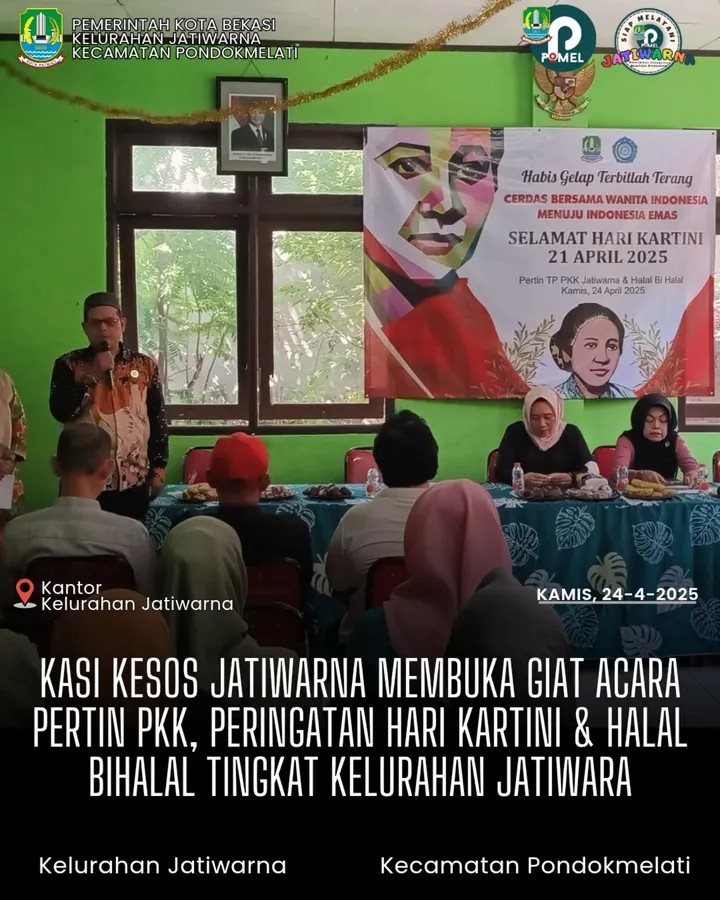 PEMERINTAH KOTA BEKASI
KELURAHAN JATIWARNA
KECAMATAN PONDOKMELATI
POMEL
SIAP MELAYANI
POMEL
JATIWARNA
Habis Gelap Terbitlah Terang
CERDAS BERSAMA WANITA INDONESIA
MENUJU INDONESIA EMAS
SELAMAT HARI KARTINI
21 APRIL 2025
Pertin TP PKK Jatiwarna & Halal Bi Halal
Kamis, 24 April 2025
Kantor
Kelurahan Jatiwarna
KAMIS, 24-4-2025
KASI KESOS JATIWARNA MEMBUKA GIAT ACARA
PERTIN PKK, PERINGATAN HARI KARTINI & HALAL
BIHALAL TINGKAT KELURAHAN JATIWARA
Kelurahan Jatiwarna
Kecamatan Pondokmelati